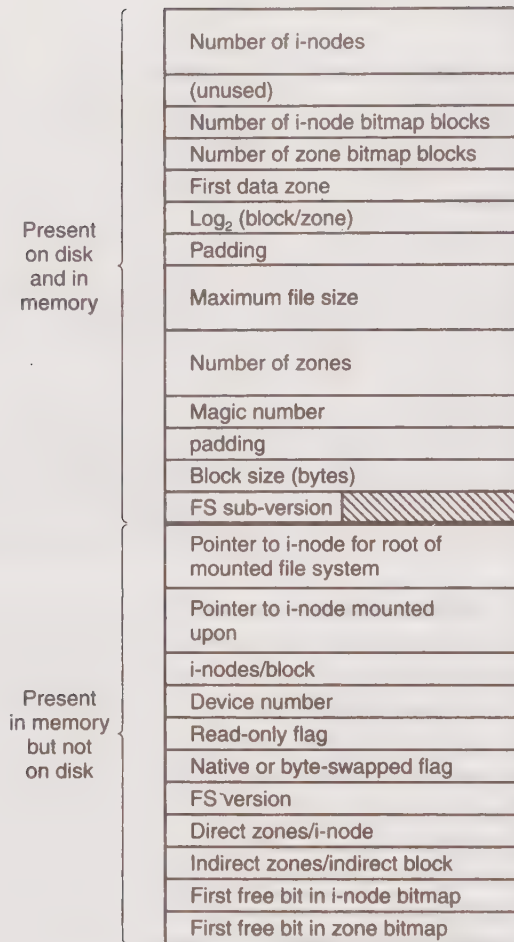 Number of i-nodes
(unused)
Number of i-node bitmap blocks
Number of zone bitmap blocks
First data zone
Log₂ (block/zone)
Padding
Maximum file size
Number of zones
Magic number
padding
Block size (bytes)
FS sub-version
Present
on disk
and in
memory
Pointer to i-node for root of
mounted file system
Pointer to i-node mounted
upon
i-nodes/block
Device number
Read-only flag
Native or byte-swapped flag
FS version
Direct zones/i-node
Indirect zones/indirect block
First free bit in i-node bitmap
First free bit in zone bitmap
Present
in memory
but not
on disk